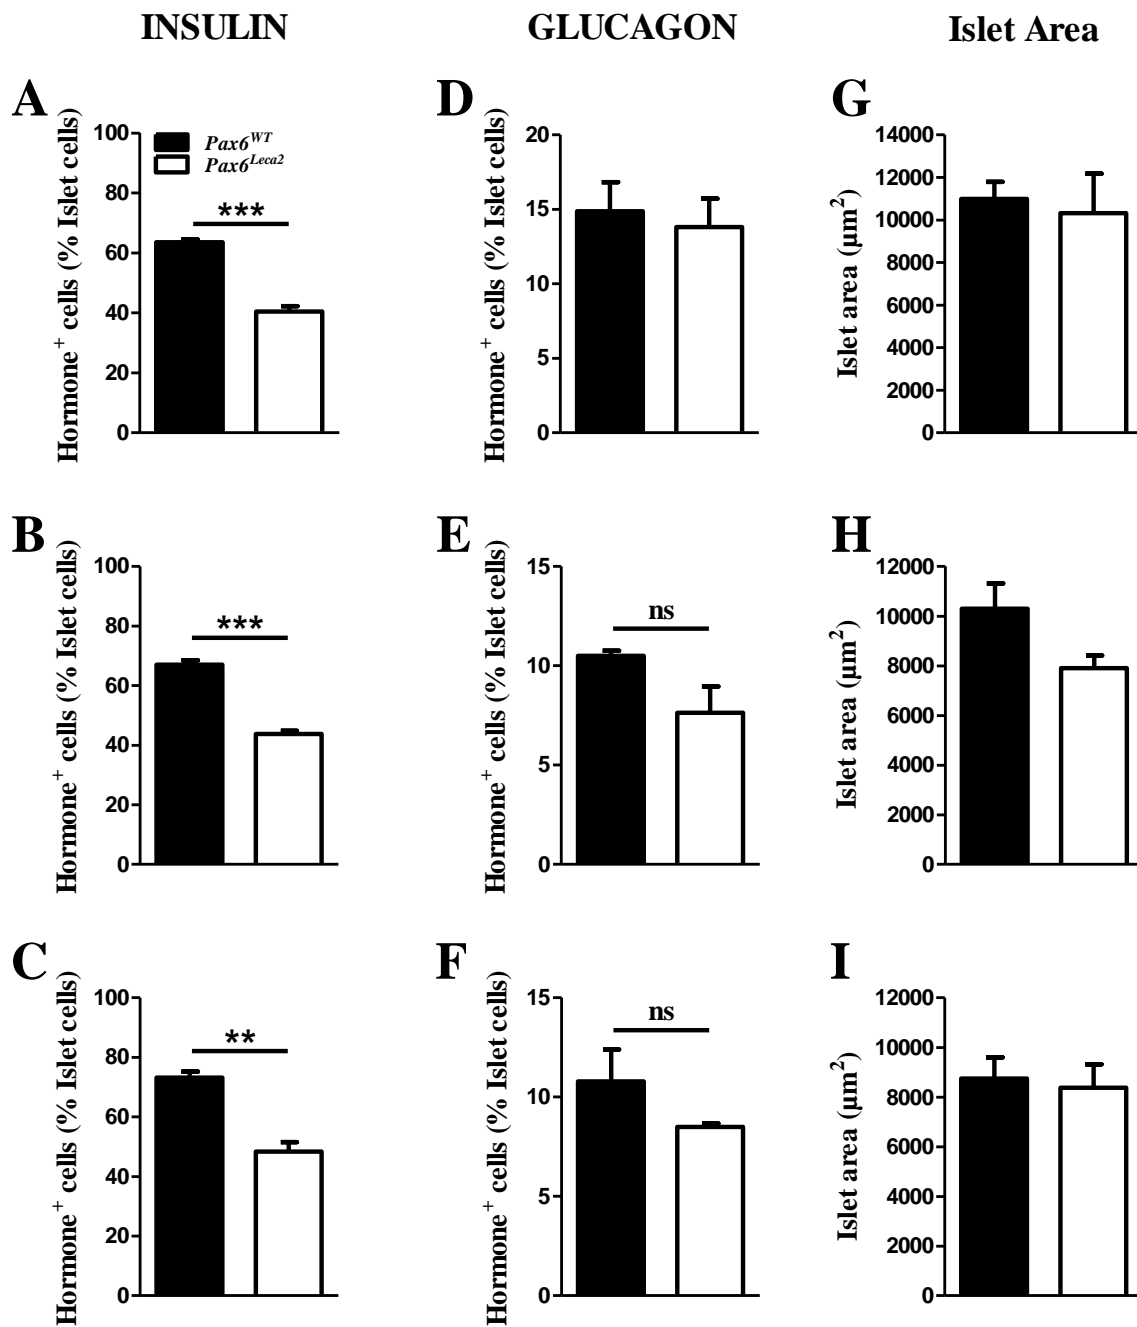 INSULIN
GLUCAGON
Islet Area
A
Hormone⁺ cells (% Islet cells)
100
80
60
40
20
0
Pax6^WT
Pax6^Leca2
***
D
Hormone⁺ cells (% Islet cells)
20
15
10
5
0
G
Islet area (µm²)
14000
12000
10000
8000
6000
4000
2000
0
B
Hormone⁺ cells (% Islet cells)
100
80
60
40
20
0
***
E
Hormone⁺ cells (% Islet cells)
15
10
5
0
ns
H
Islet area (µm²)
12000
10000
8000
6000
4000
2000
0
C
Hormone⁺ cells (% Islet cells)
100
80
60
40
20
0
**
F
Hormone⁺ cells (% Islet cells)
15
10
5
0
ns
I
Islet area (µm²)
12000
10000
8000
6000
4000
2000
0